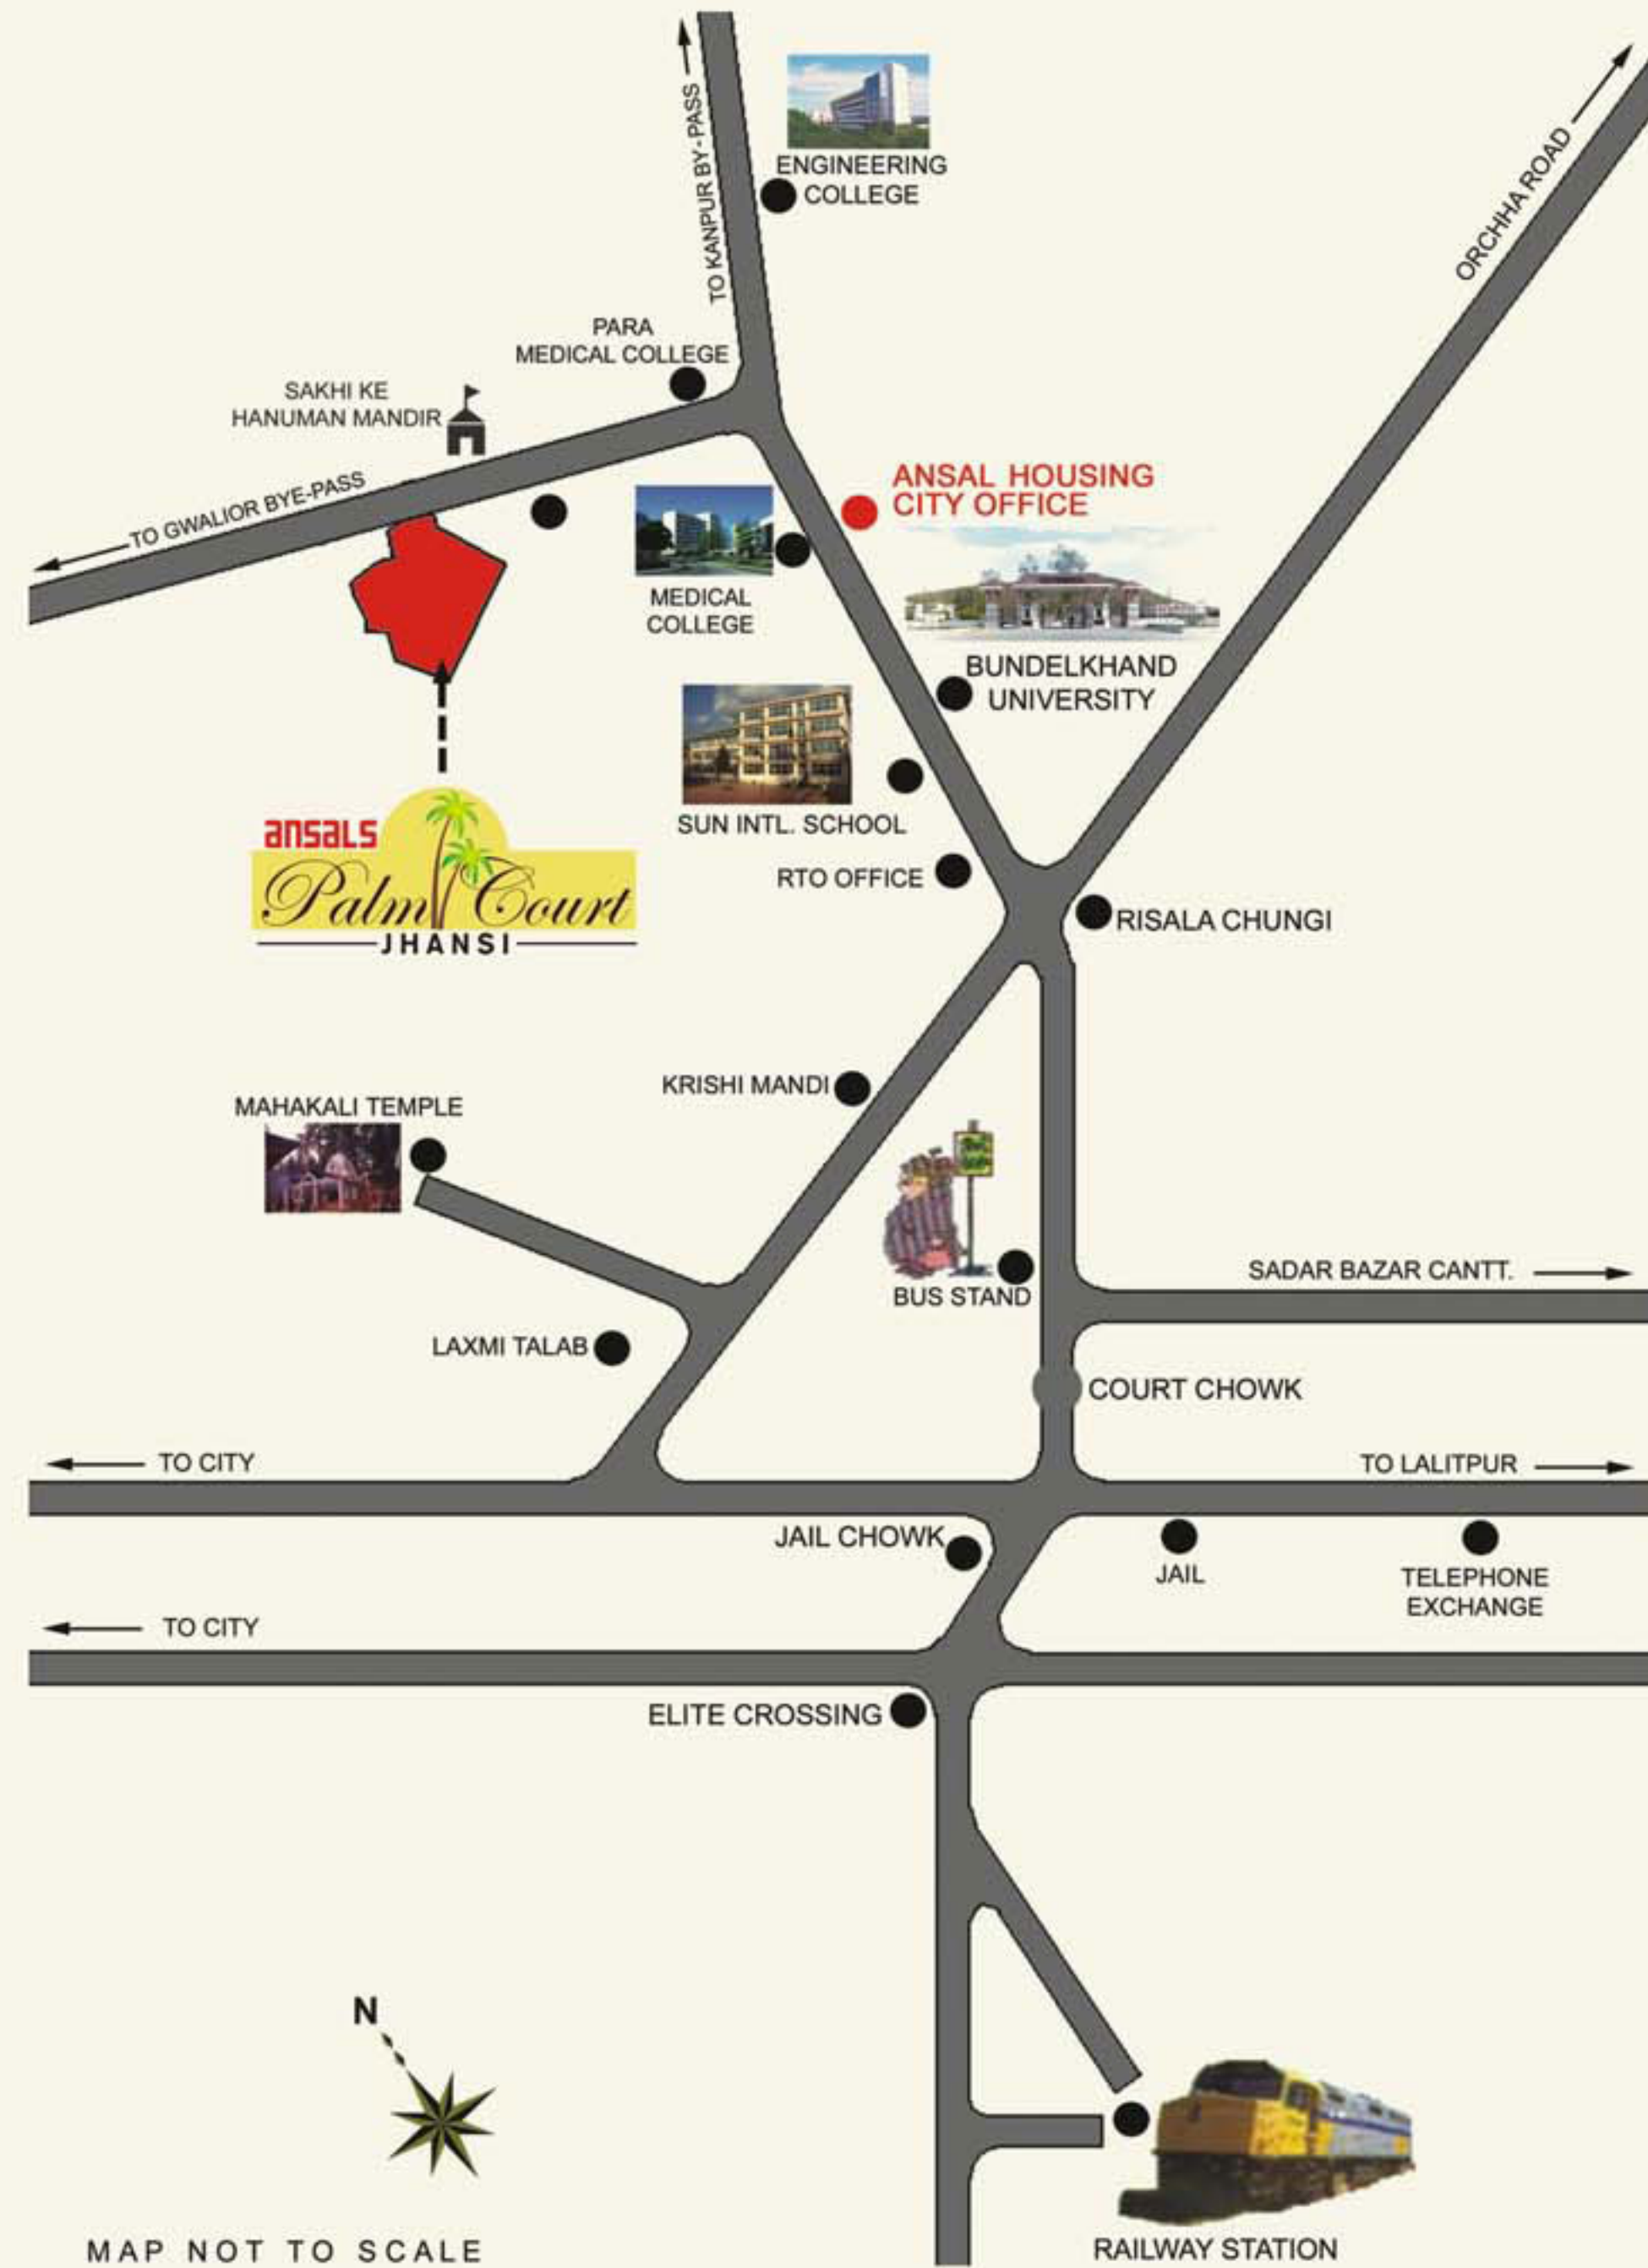 TO KANPUR BY-PASS
ENGINEERING
COLLEGE
ORCHHA ROAD
PARA
MEDICAL COLLEGE
SAKHI KE
HANUMAN MANDIR
TO GWALIOR BYE-PASS
ANSAL HOUSING
CITY OFFICE
MEDICAL
COLLEGE
BUNDELKHAND
UNIVERSITY
SUN INTL. SCHOOL
RTO OFFICE
ansals
Palm Court
JHANSI
RISALA CHUNGI
KRISHI MANDI
MAHAKALI TEMPLE
BUS STAND
SADAR BAZAR CANTT.
LAXMI TALAB
COURT CHOWK
TO CITY
TO LALITPUR
JAIL CHOWK
JAIL
TELEPHONE
EXCHANGE
TO CITY
ELITE CROSSING
N
MAP NOT TO SCALE
RAILWAY STATION